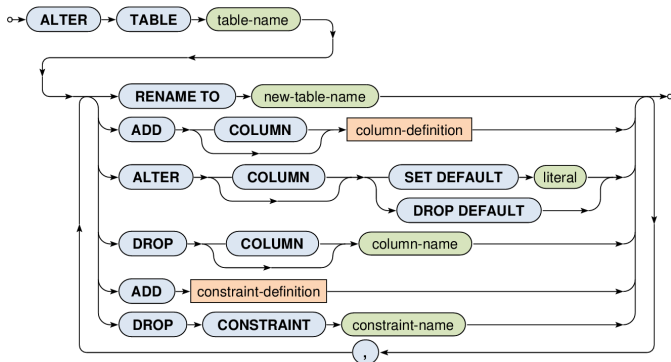 ALTER TABLE table-name
RENAME TO new-table-name
ADD COLUMN column-definition
ALTER COLUMN SET DEFAULT literal
DROP DEFAULT
DROP COLUMN column-name
ADD constraint-definition
DROP CONSTRAINT constraint-name
,